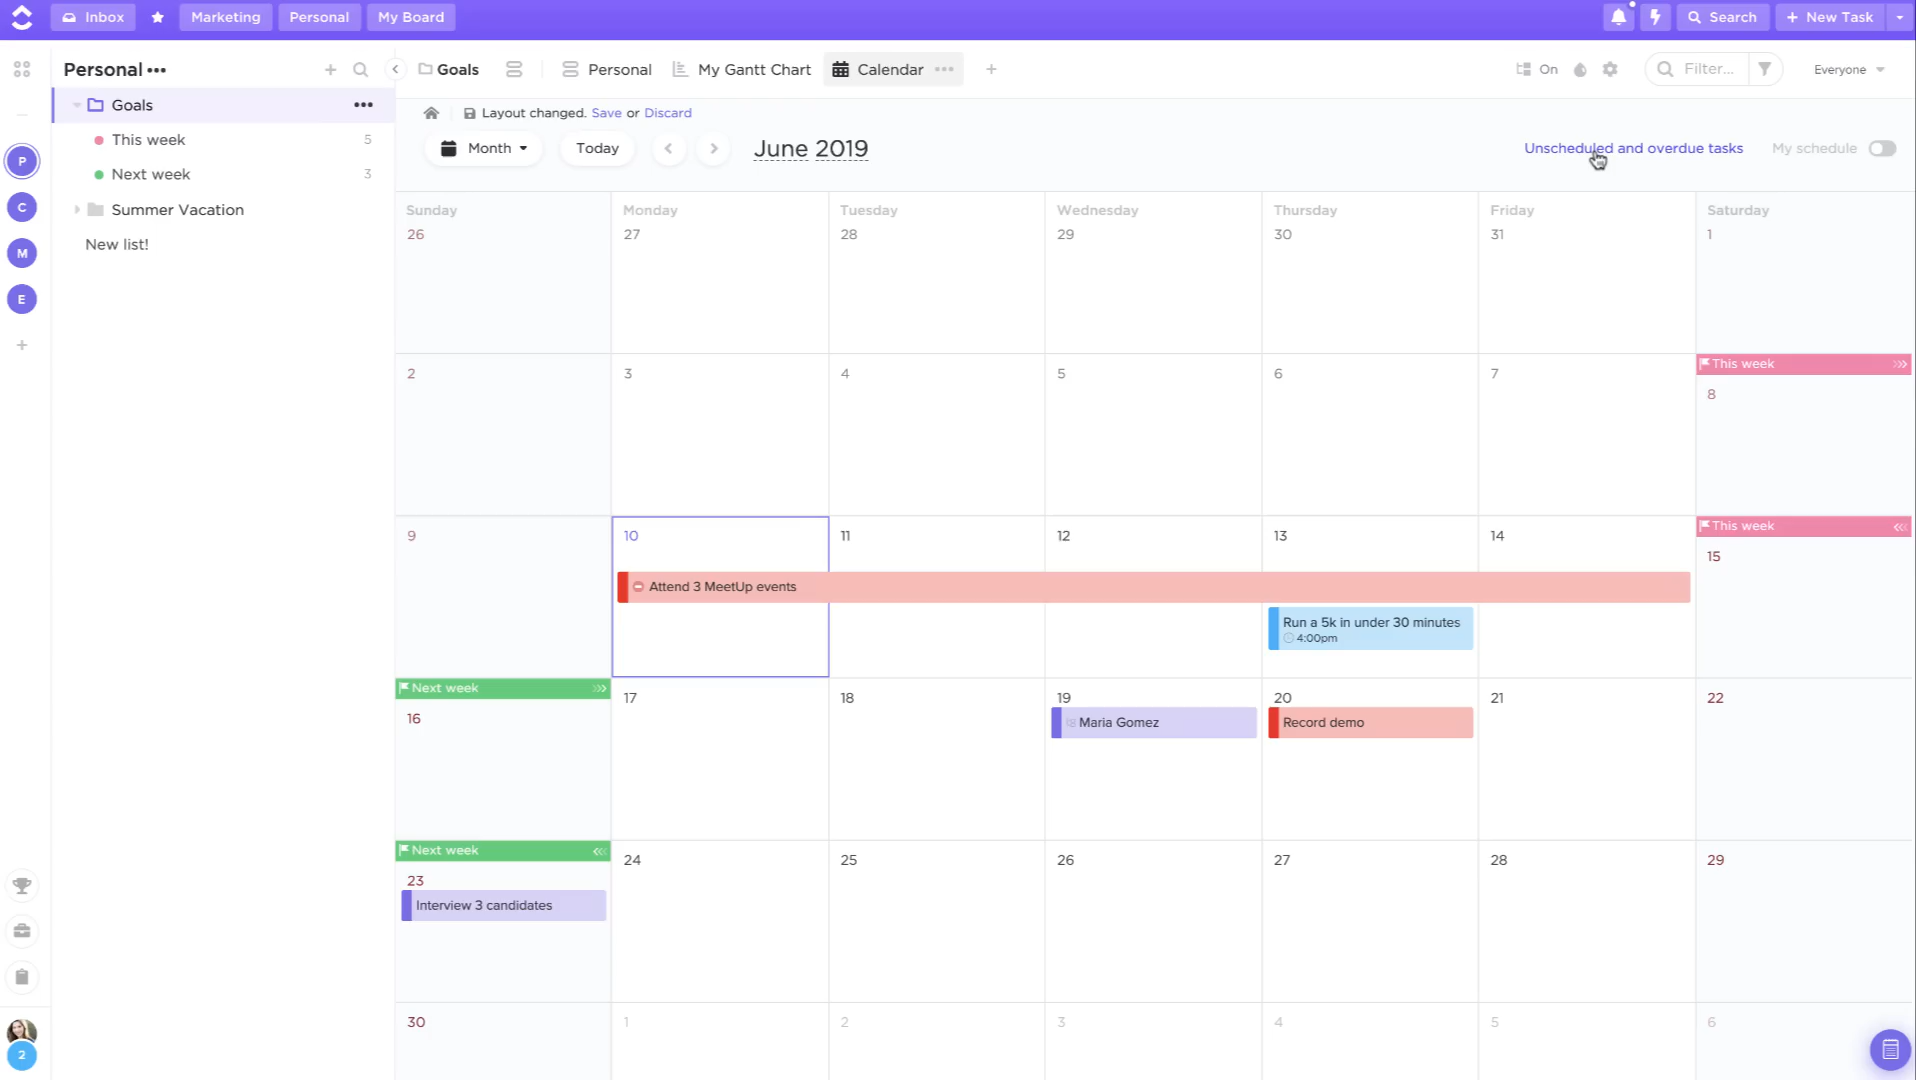 Inbox
Marketing
Personal
My Board
Search
+ New Task
Personal •••
Goals
Personal
My Gantt Chart
Calendar
On
Filter...
Everyone
Goals
This week 5
Next week 3
Summer Vacation
New list!
P
C
M
E
2
Layout changed. Save or Discard
Month
Today
June 2019
Unscheduled and overdue tasks
My schedule
Sunday
Monday
Tuesday
Wednesday
Thursday
Friday
Saturday
26
27
28
29
30
31
1
This week
2
3
4
5
6
7
8
This week
9
10
11
12
13
14
15
Attend 3 MeetUp events
Run a 5k in under 30 minutes
4:00pm
Next week
16
17
18
19
20
21
22
Maria Gomez
Record demo
Next week
23
24
25
26
27
28
29
Interview 3 candidates
30
1
2
3
4
5
6